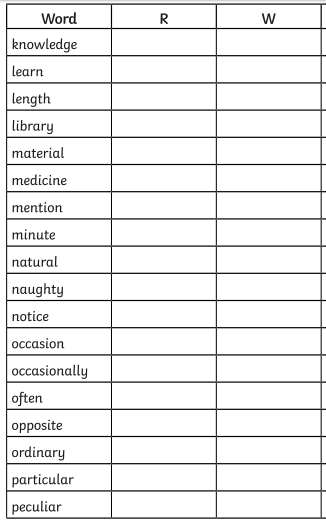 Word R W
knowledge
learn
length
library
material
medicine
mention
minute
natural
naughty
notice
occasion
occasionally
often
opposite
ordinary
particular
peculiar